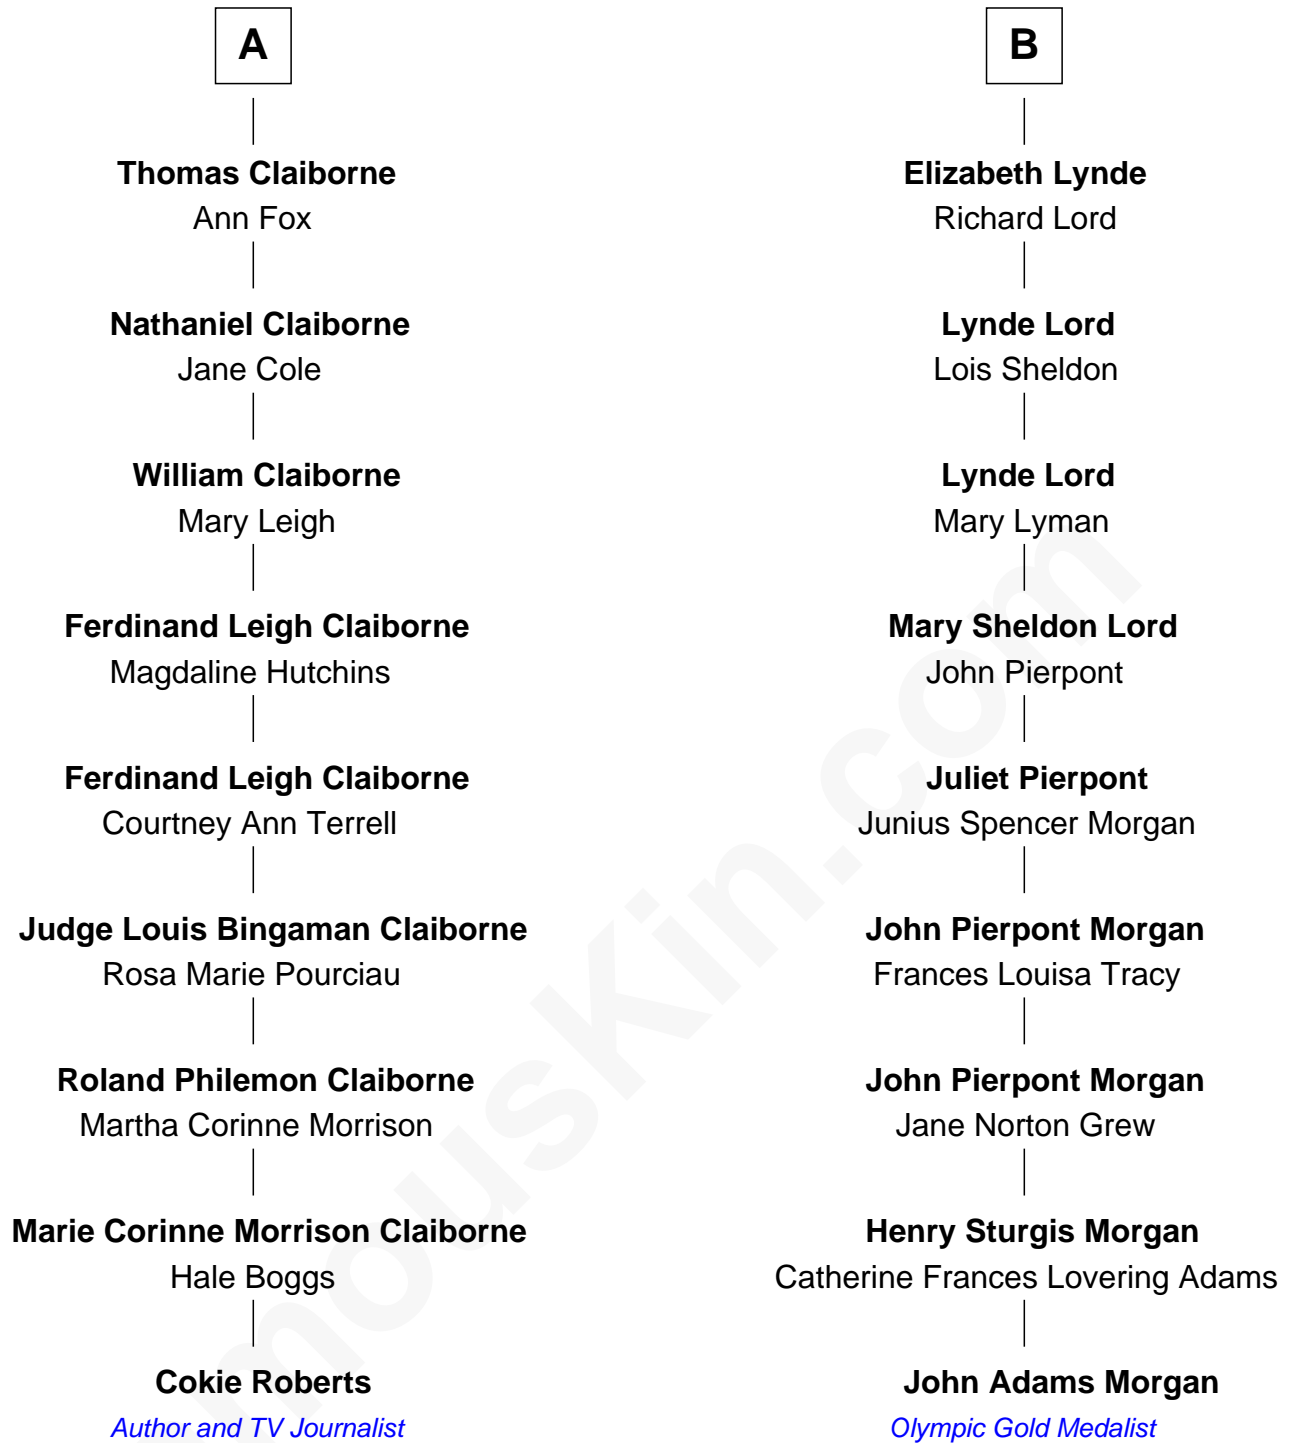 A
Thomas Claiborne
Ann Fox
Nathaniel Claiborne
Jane Cole
William Claiborne
Mary Leigh
Ferdinand Leigh Claiborne
Magdaline Hutchins
Ferdinand Leigh Claiborne
Courtney Ann Terrell
Judge Louis Bingaman Claiborne
Rosa Marie Pourciau
Roland Philemon Claiborne
Martha Corinne Morrison
Marie Corinne Morrison Claiborne
Hale Boggs
Cokie Roberts
Author and TV Journalist
B
Elizabeth Lynde
Richard Lord
Lynde Lord
Lois Sheldon
Lynde Lord
Mary Lyman
Mary Sheldon Lord
John Pierpont
Juliet Pierpont
Junius Spencer Morgan
John Pierpont Morgan
Frances Louisa Tracy
John Pierpont Morgan
Jane Norton Grew
Henry Sturgis Morgan
Catherine Frances Lovering Adams
John Adams Morgan
Olympic Gold Medalist
mousKin.com